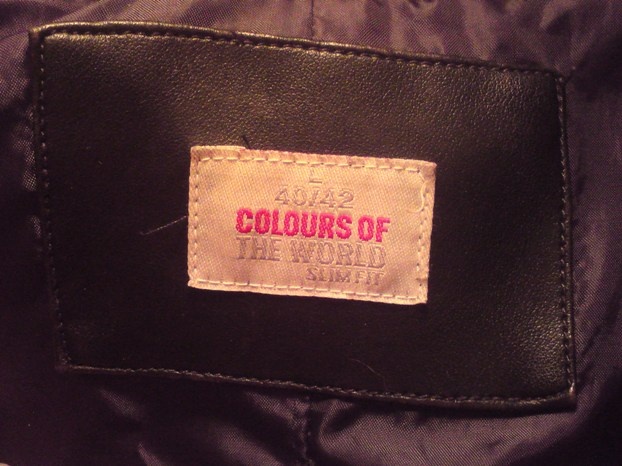 L
40/42
COLOURS OF
THE WORLD
SLIM FIT